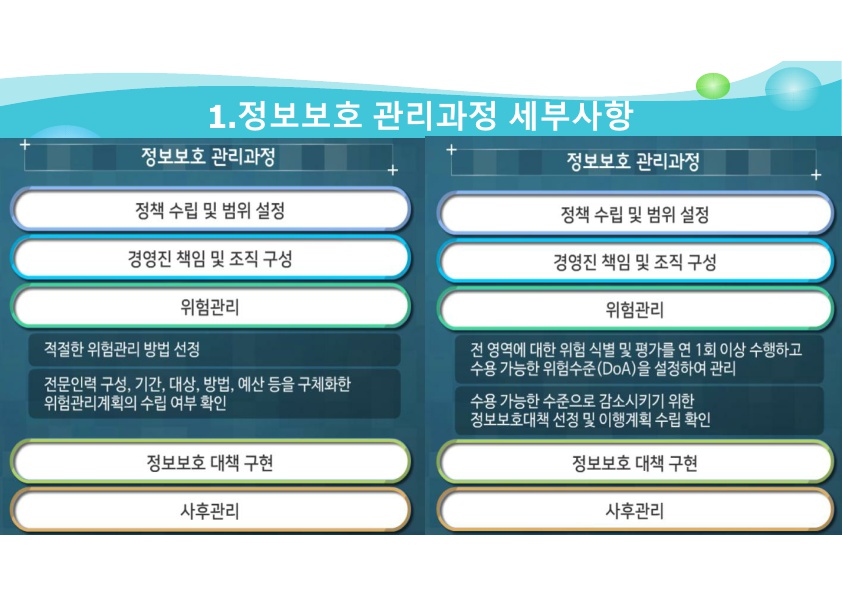 1.정보보호 관리과정 세부사항
정보보호 관리과정
정책 수립 및 범위 설정
경영진 책임 및 조직 구성
위험관리
적절한 위험관리 방법 선정
전문인력 구성, 기간, 대상, 방법, 예산 등을 구체화한
위험관리계획의 수립 여부 확인
정보보호 대책 구현
사후관리
정보보호 관리과정
정책 수립 및 범위 설정
경영진 책임 및 조직 구성
위험관리
전 영역에 대한 위험 식별 및 평가를 연 1회 이상 수행하고
수용 가능한 위험수준(DoA)을 설정하여 관리
수용 가능한 수준으로 감소시키기 위한
정보보호대책 선정 및 이행계획 수립 확인
정보보호 대책 구현
사후관리